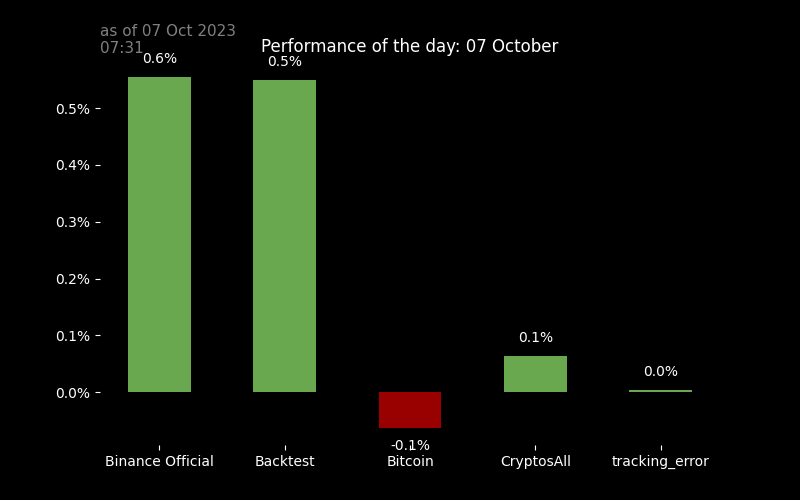 as of 07 Oct 2023
07:31
Performance of the day: 07 October
0.6%
0.5%
0.5%
0.4%
0.3%
0.2%
0.1%
0.1%
0.0%
0.0%
-0.1%
Binance Official
Backtest
Bitcoin
CryptosAll
tracking_error